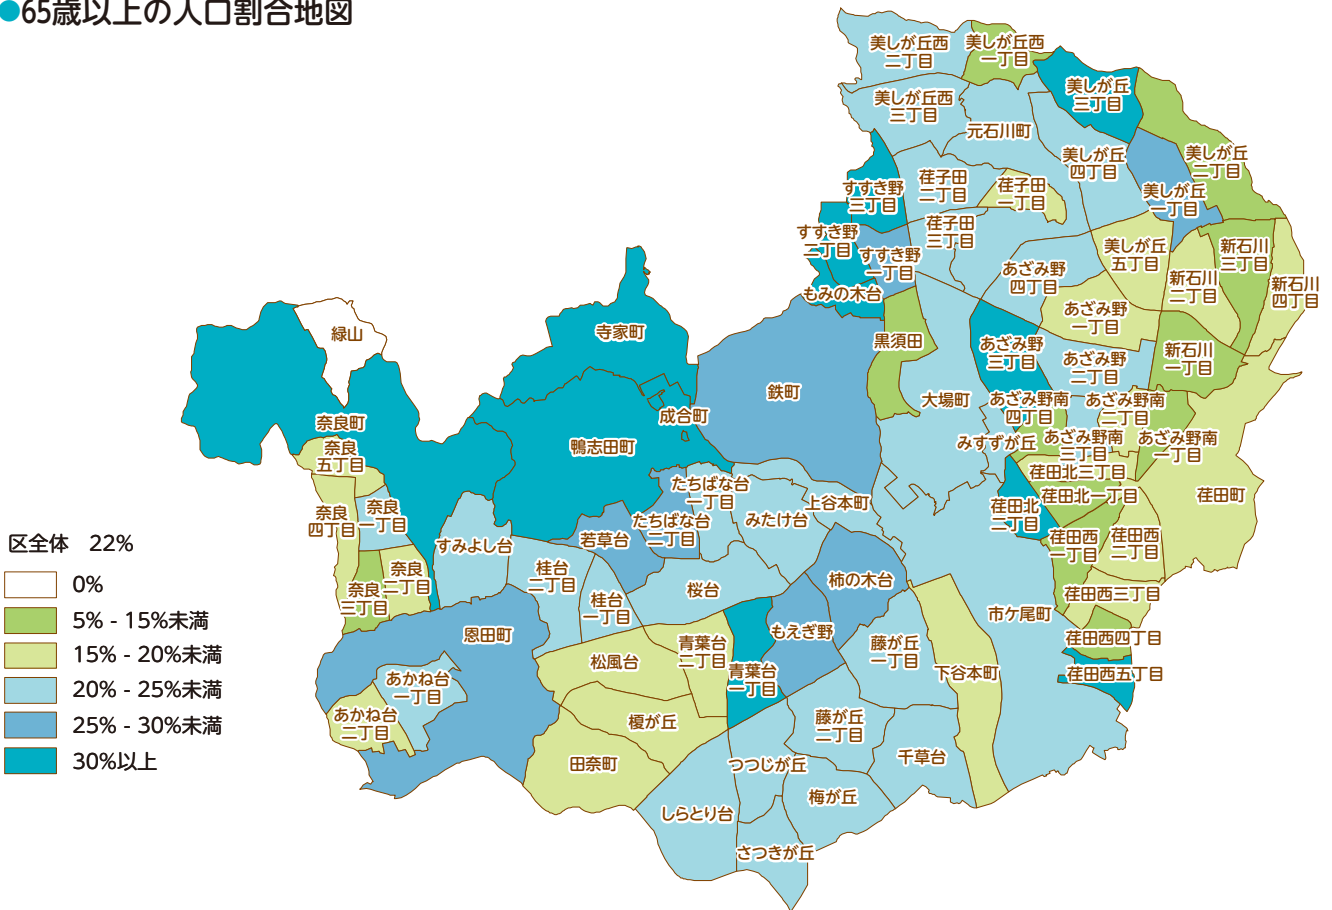 ●65歳以上の人口割合地図
美しが丘西
二丁目
美しが丘西
一丁目
美しが丘
三丁目
美しが丘西
三丁目
元石川町
美しが丘
四丁目
美しが丘
二丁目
美しが丘
一丁目
すすき野
三丁目
荏子田
二丁目
荏子田
一丁目
荏子田
三丁目
すすき野
二丁目
すすき野
一丁目
もみの木台
あざみ野
四丁目
美しが丘
五丁目
新石川
三丁目
新石川
二丁目
新石川
四丁目
あざみ野
一丁目
緑山
寺家町
黒須田
あざみ野
三丁目
あざみ野
二丁目
新石川
一丁目
鉄町
大場町
あざみ野南
四丁目
あざみ野南
二丁目
奈良町
成合町
鴨志田町
みすずが丘
あざみ野南
三丁目
あざみ野南
一丁目
奈良
五丁目
荏田北三丁目
荏田北一丁目
荏田町
たちばな台
一丁目
上谷本町
荏田北
二丁目
奈良
四丁目
奈良
一丁目
たちばな台
二丁目
みたけ台
すみよし台
若草台
荏田西
一丁目
荏田西
二丁目
区全体 22%
0%
5% - 15%未満
15% - 20%未満
20% - 25%未満
25% - 30%未満
30%以上
奈良
二丁目
奈良
三丁目
桂台
二丁目
桂台
一丁目
桜台
柿の木台
荏田西三丁目
市ケ尾町
恩田町
もえぎ野
荏田西四丁目
松風台
青葉台
二丁目
藤が丘
一丁目
下谷本町
荏田西五丁目
青葉台
一丁目
あかね台
一丁目
あかね台
二丁目
榎が丘
藤が丘
二丁目
田奈町
つつじが丘
千草台
梅が丘
しらとり台
さつきが丘